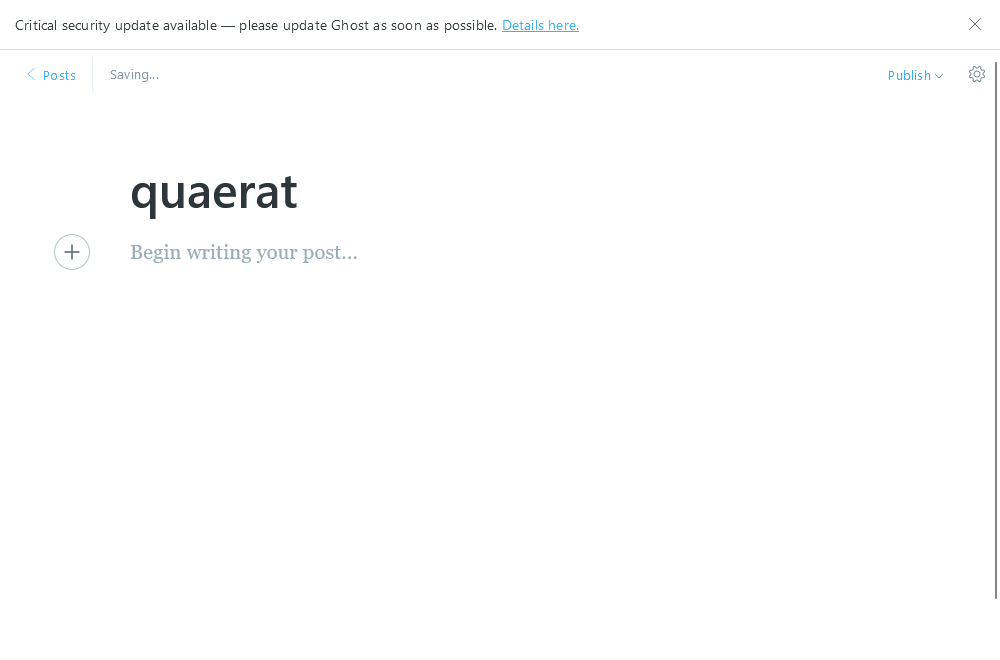 Critical security update available — please update Ghost as soon as possible. Details here.
Posts
Saving...
Publish
quaerat
Begin writing your post...